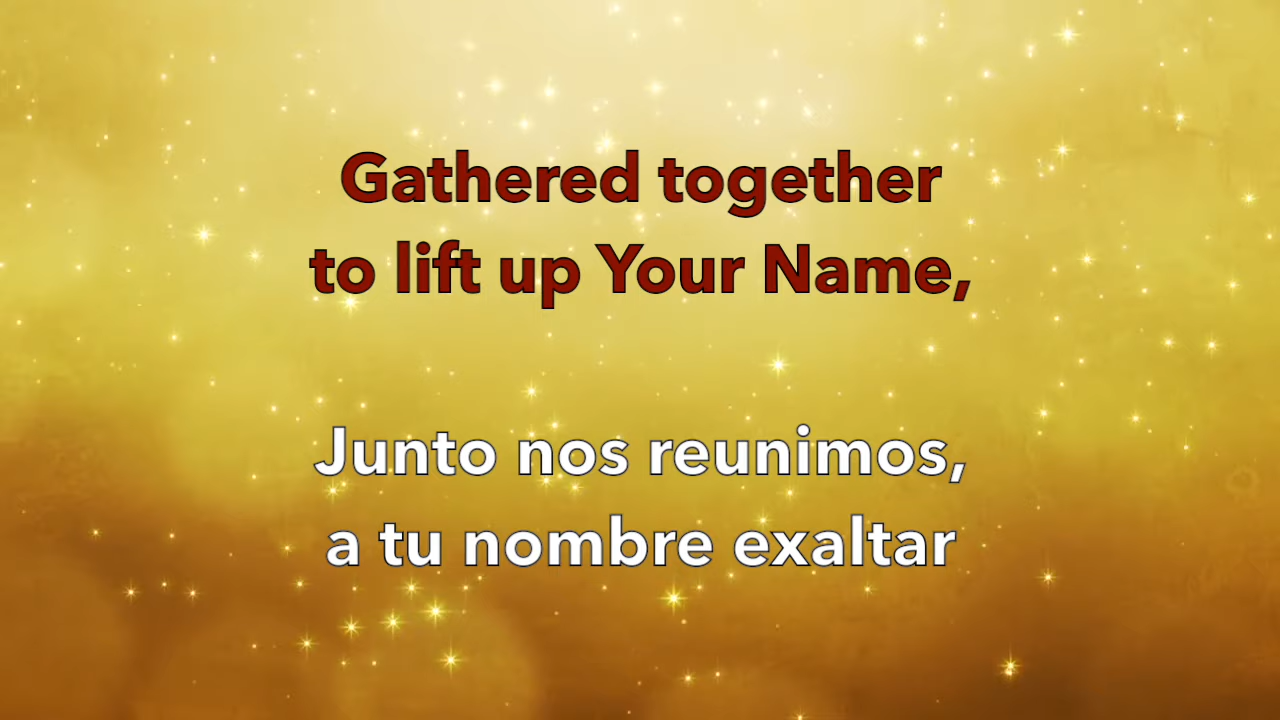 Gathered together
to lift up Your Name,
Junto nos reunimos,
a tu nombre exaltar